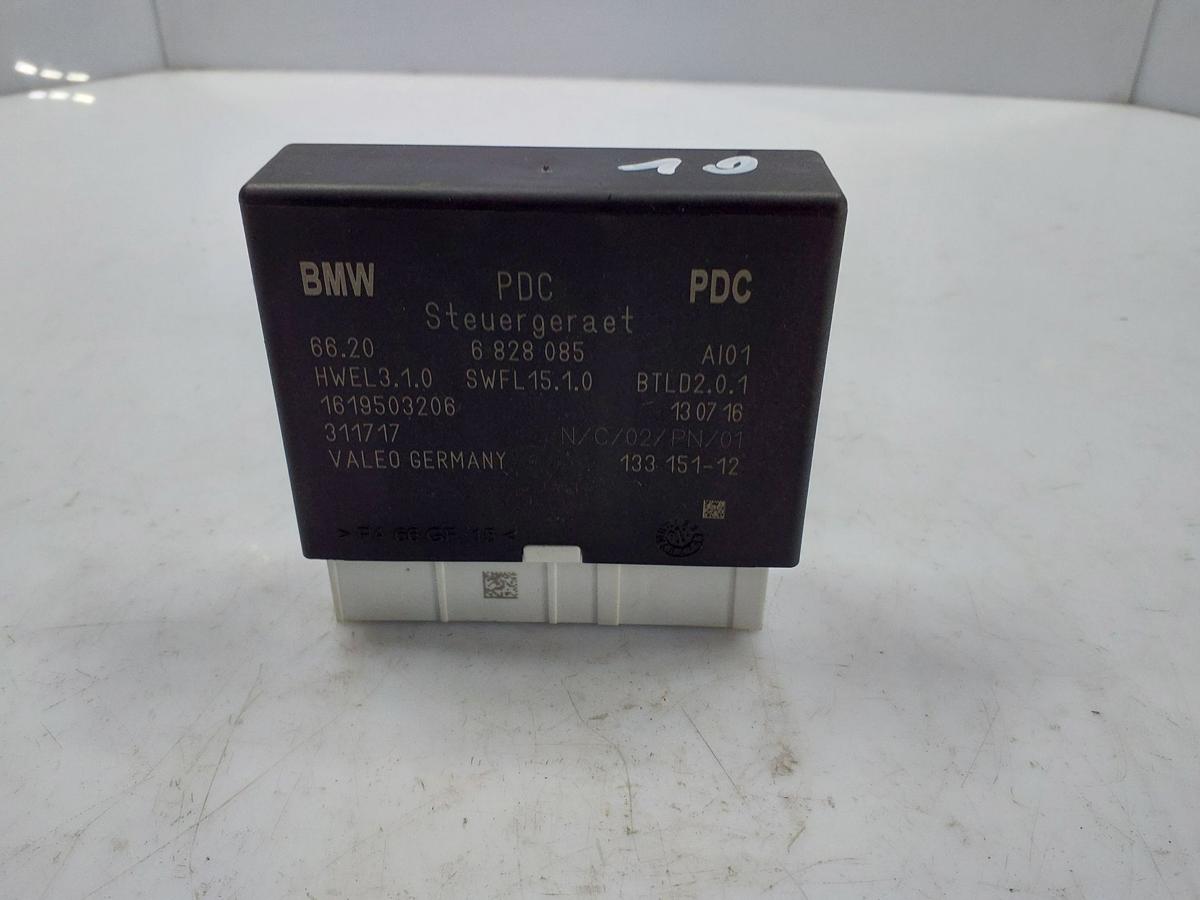 19
BMW PDC PDC
Steuergeraet
66.20 6 828 085 AI01
HWEL3.1.0 SWFL15.1.0 BTLD2.0.1
1619503206 13 07 16
311717 N/C/02/PN/01
VALEO GERMANY 133 151-12